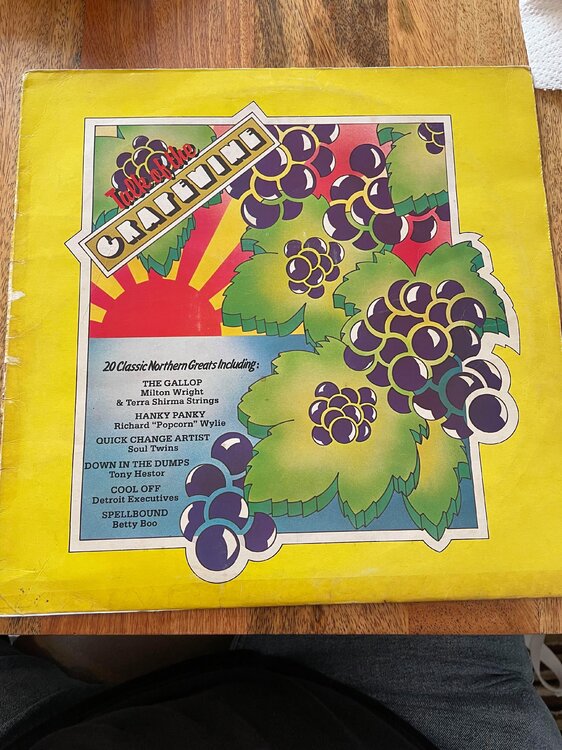 Talk of the
GRAPEVINE
20 Classic Northern Greats Including:
THE GALLOP
Milton Wright
& Terra Shirma Strings
HANKY PANKY
Richard "Popcorn" Wylie
QUICK CHANGE ARTIST
Soul Twins
DOWN IN THE DUMPS
Tony Hestor
COOL OFF
Detroit Executives
SPELLBOUND
Betty Boo